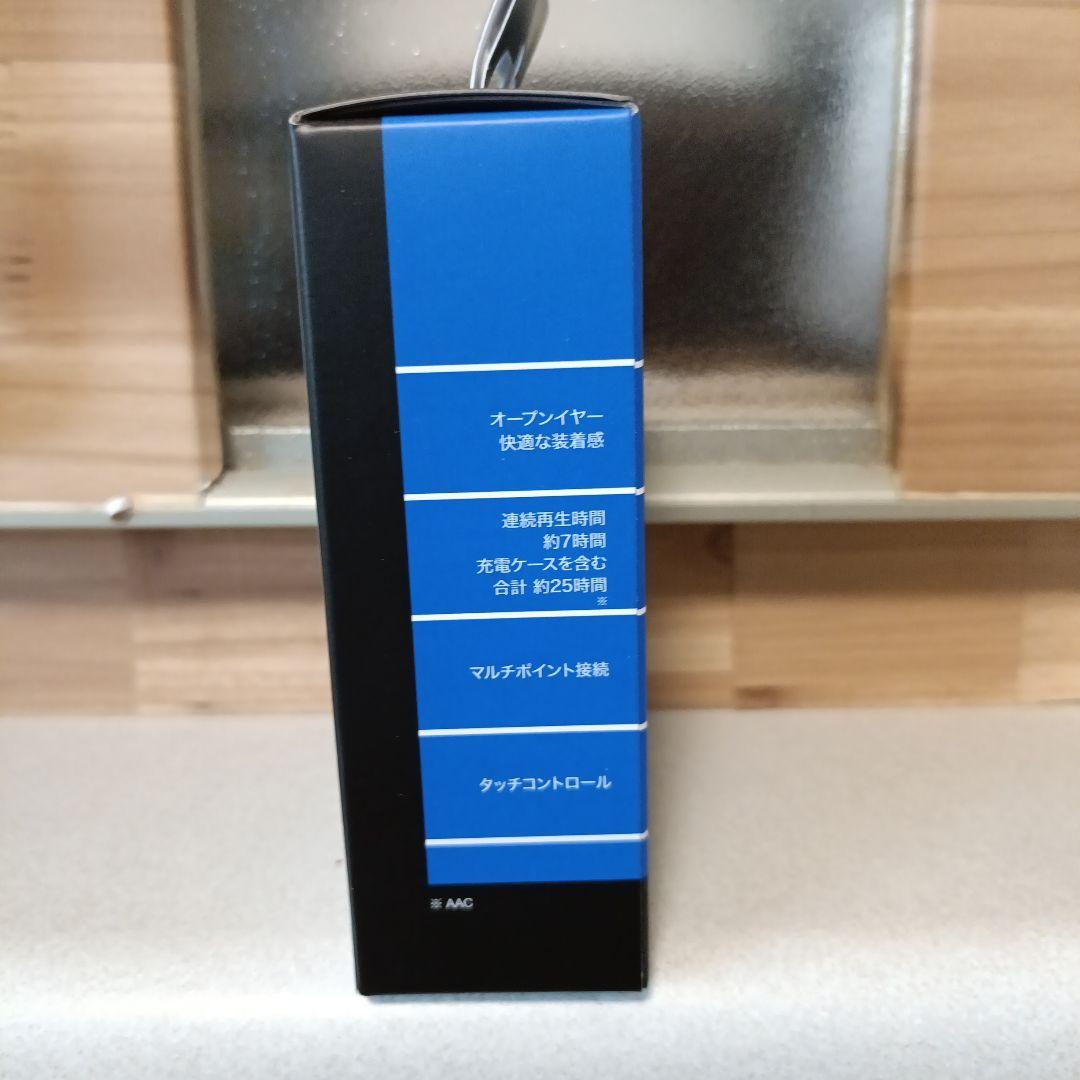 オープンイヤー
快適な装着感
連続再生時間
約7時間
充電ケースを含む
合計 約25時間
※
マルチポイント接続
タッチコントロール
※ AAC